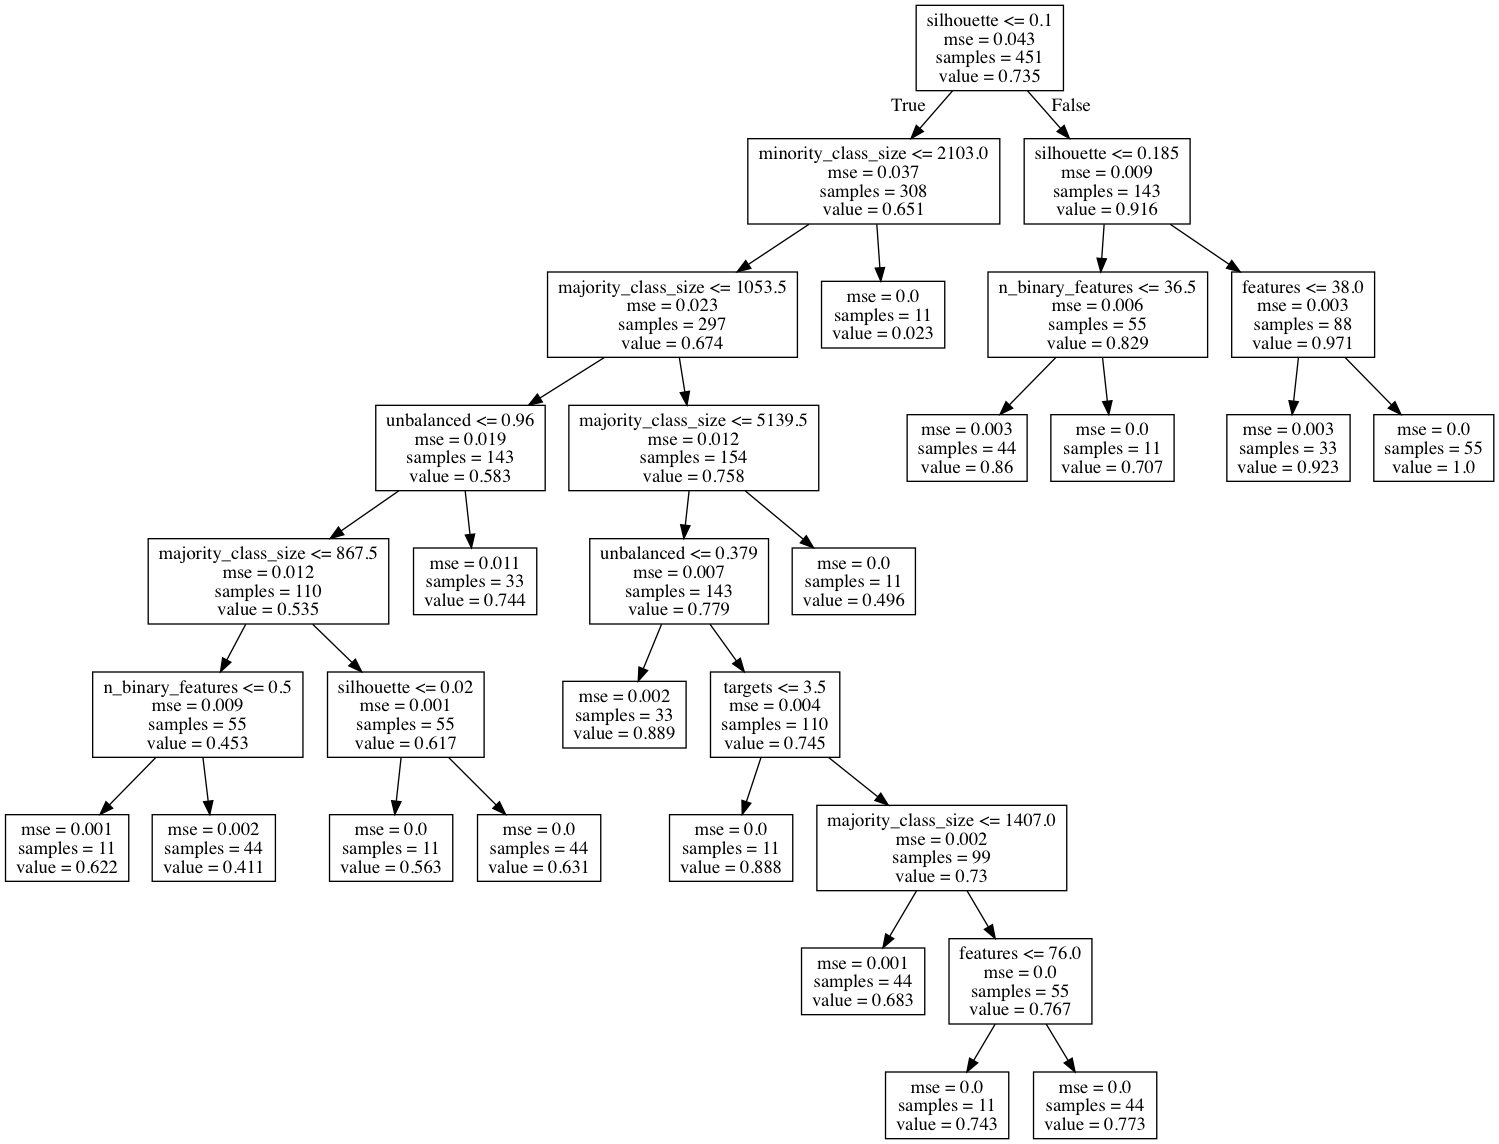 silhouette <= 0.1
mse = 0.043
samples = 451
value = 0.735
True
False
minority_class_size <= 2103.0
mse = 0.037
samples = 308
value = 0.651
silhouette <= 0.185
mse = 0.009
samples = 143
value = 0.916
majority_class_size <= 1053.5
mse = 0.023
samples = 297
value = 0.674
mse = 0.0
samples = 11
value = 0.023
n_binary_features <= 36.5
mse = 0.006
samples = 55
value = 0.829
features <= 38.0
mse = 0.003
samples = 88
value = 0.971
unbalanced <= 0.96
mse = 0.019
samples = 143
value = 0.583
majority_class_size <= 5139.5
mse = 0.012
samples = 154
value = 0.758
mse = 0.003
samples = 44
value = 0.86
mse = 0.0
samples = 11
value = 0.707
mse = 0.003
samples = 33
value = 0.923
mse = 0.0
samples = 55
value = 1.0
majority_class_size <= 867.5
mse = 0.012
samples = 110
value = 0.535
mse = 0.011
samples = 33
value = 0.744
unbalanced <= 0.379
mse = 0.007
samples = 143
value = 0.779
mse = 0.0
samples = 11
value = 0.496
n_binary_features <= 0.5
mse = 0.009
samples = 55
value = 0.453
silhouette <= 0.02
mse = 0.001
samples = 55
value = 0.617
mse = 0.002
samples = 33
value = 0.889
targets <= 3.5
mse = 0.004
samples = 110
value = 0.745
mse = 0.001
samples = 11
value = 0.622
mse = 0.002
samples = 44
value = 0.411
mse = 0.0
samples = 11
value = 0.563
mse = 0.0
samples = 44
value = 0.631
mse = 0.0
samples = 11
value = 0.888
majority_class_size <= 1407.0
mse = 0.002
samples = 99
value = 0.73
mse = 0.001
samples = 44
value = 0.683
features <= 76.0
mse = 0.0
samples = 55
value = 0.767
mse = 0.0
samples = 11
value = 0.743
mse = 0.0
samples = 44
value = 0.773